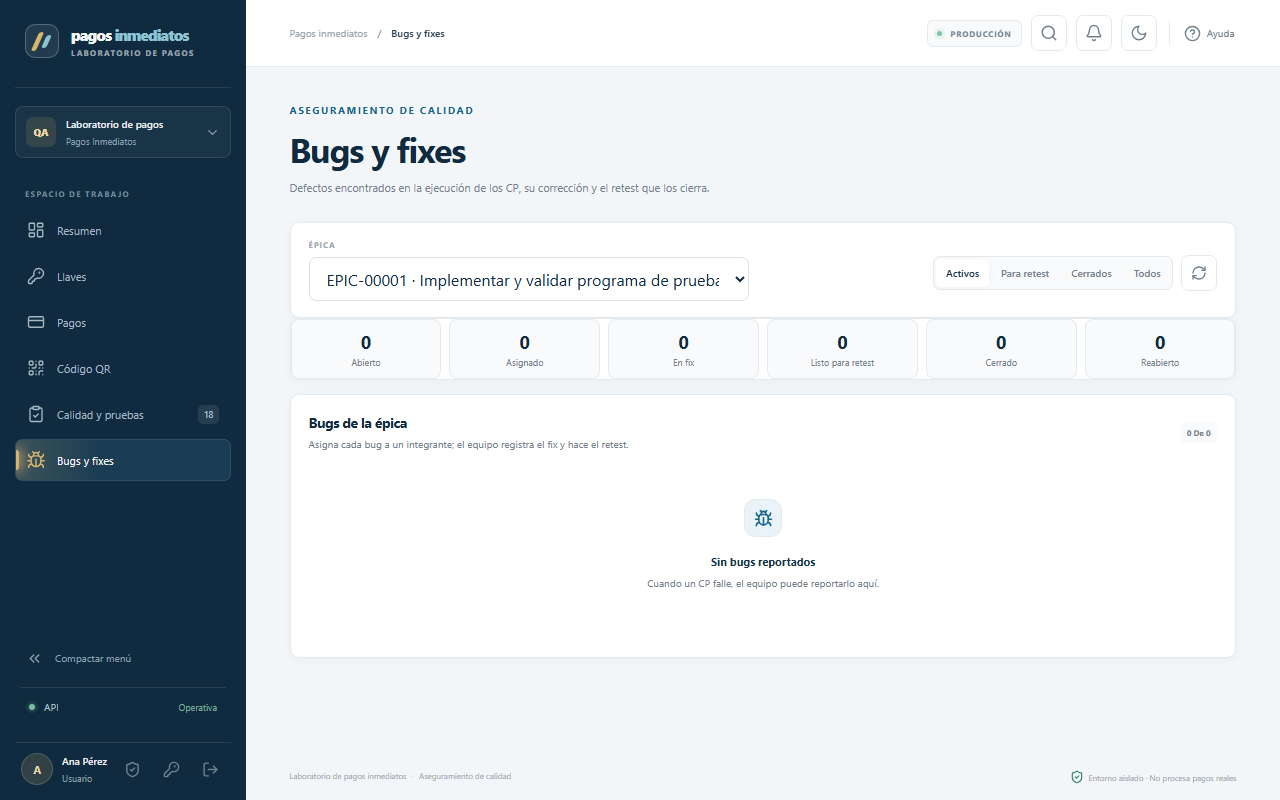 pagos inmediatos
LABORATORIO DE PAGOS
QA
Laboratorio de pagos
Pagos Inmediatos
ESPACIO DE TRABAJO
Resumen
Llaves
Pagos
Código QR
Calidad y pruebas 18
Bugs y fixes
Compactar menú
API Operativa
A
Ana Pérez
Usuario
Pagos inmediatos / Bugs y fixes
PRODUCCIÓN
Ayuda
ASEGURAMIENTO DE CALIDAD
Bugs y fixes
Defectos encontrados en la ejecución de los CP, su corrección y el retest que los cierra.
ÉPICA
EPIC-00001 · Implementar y validar programa de prueba
Activos Para retest Cerrados Todos
0 0 0 0 0 0
Abierto Asignado En fix Listo para retest Cerrado Reabierto
Bugs de la épica
Asigna cada bug a un integrante; el equipo registra el fix y hace el retest.
0 De 0
Sin bugs reportados
Cuando un CP falle, el equipo puede reportarlo aquí.
Laboratorio de pagos inmediatos · Aseguramiento de calidad
Entorno aislado · No procesa pagos reales